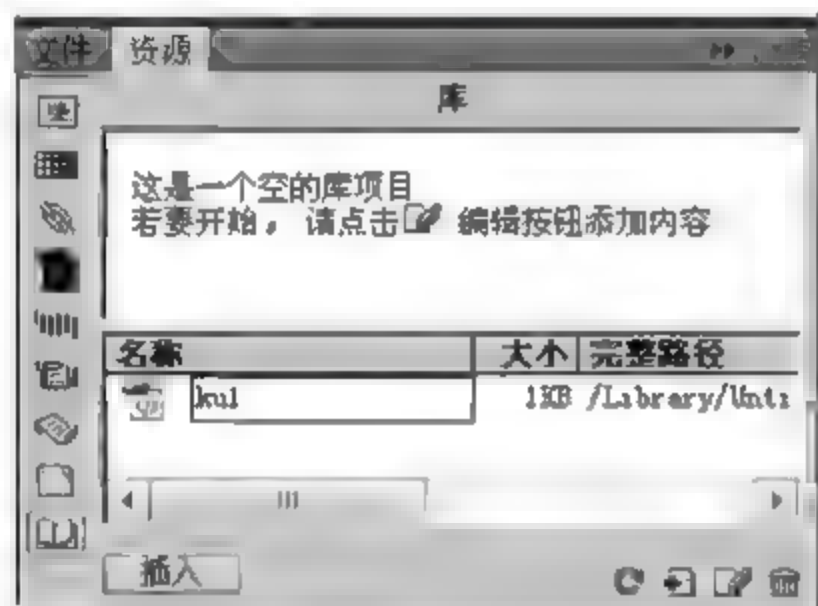 文件 资源
库
这是一个空的库项目
若要开始，请点击 编辑按钮添加内容
名称 大小 完整路径
ku1 1KB /Library/Unti
插入